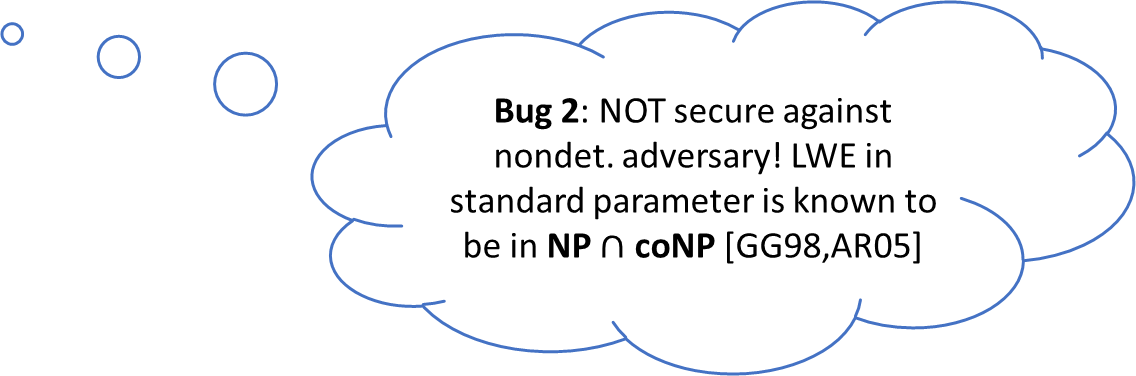 Bug 2: NOT secure against
nondet. adversary! LWE in
standard parameter is known to
be in NP ∩ coNP [GG98,AR05]